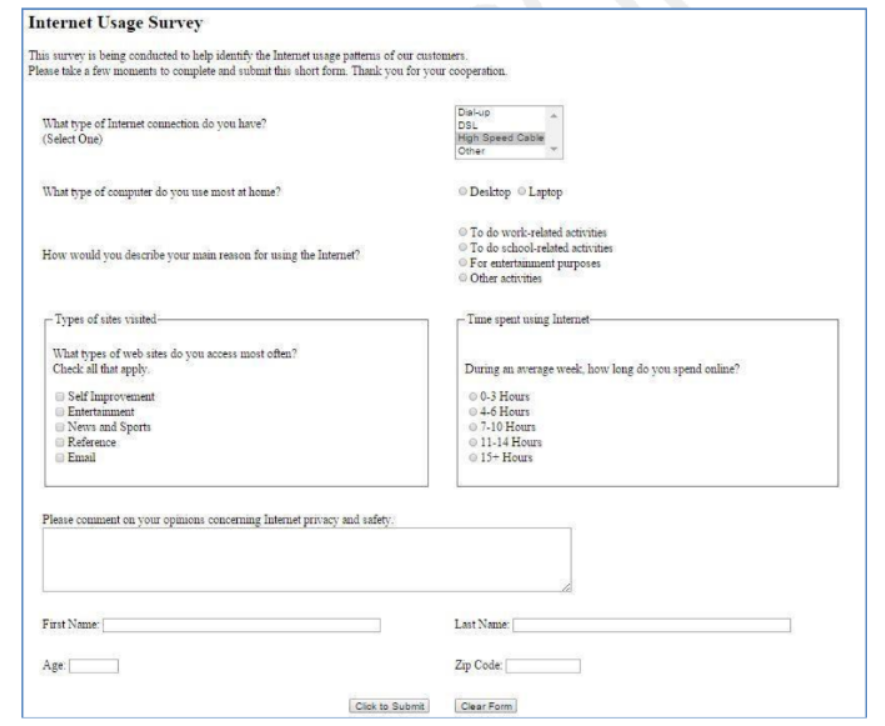 Internet Usage Survey
This survey is being conducted to help identify the Internet usage patterns of our customers.
Please take a few moments to complete and submit this short form. Thank you for your cooperation.
What type of Internet connection do you have?
(Select One)
Dial-up
DSL
High Speed Cable
Other
What type of computer do you use most at home?
Desktop Laptop
How would you describe your main reason for using the Internet?
To do work-related activities
To do school-related activities
For entertainment purposes
Other activities
Types of sites visited
What types of web sites do you access most often?
Check all that apply.
Self Improvement
Entertainment
News and Sports
Reference
Email
Time spent using Internet
During an average week, how long do you spend online?
0-3 Hours
4-6 Hours
7-10 Hours
11-14 Hours
15+ Hours
Please comment on your opinions concerning Internet privacy and safety.
First Name:
Last Name:
Age:
Zip Code:
Click to Submit
Clear Form